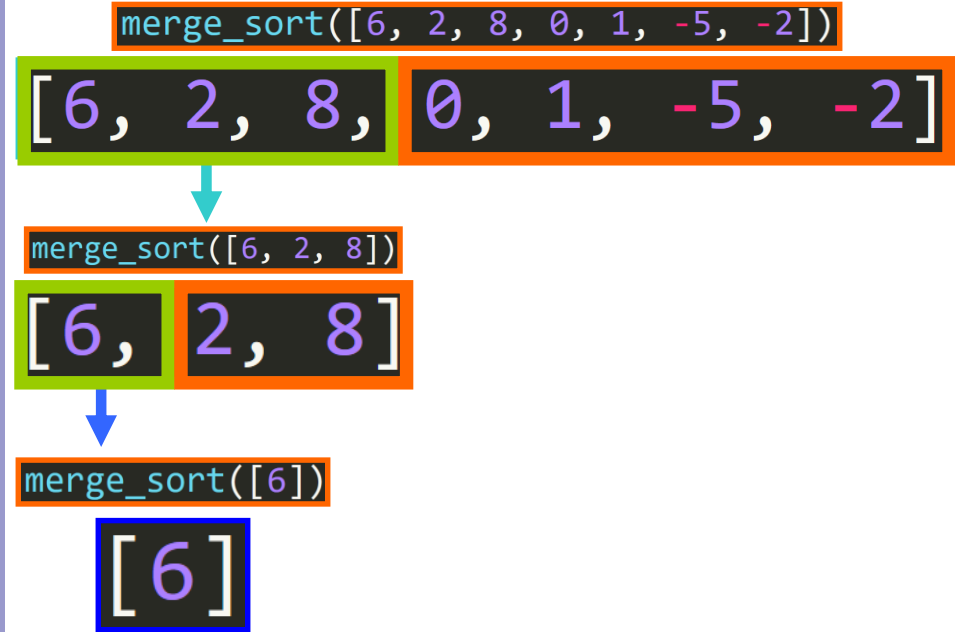 merge_sort([6, 2, 8, 0, 1, -5, -2])
[6, 2, 8, 0, 1, -5, -2]
merge_sort([6, 2, 8])
[6, 2, 8]
merge_sort([6])
[6]